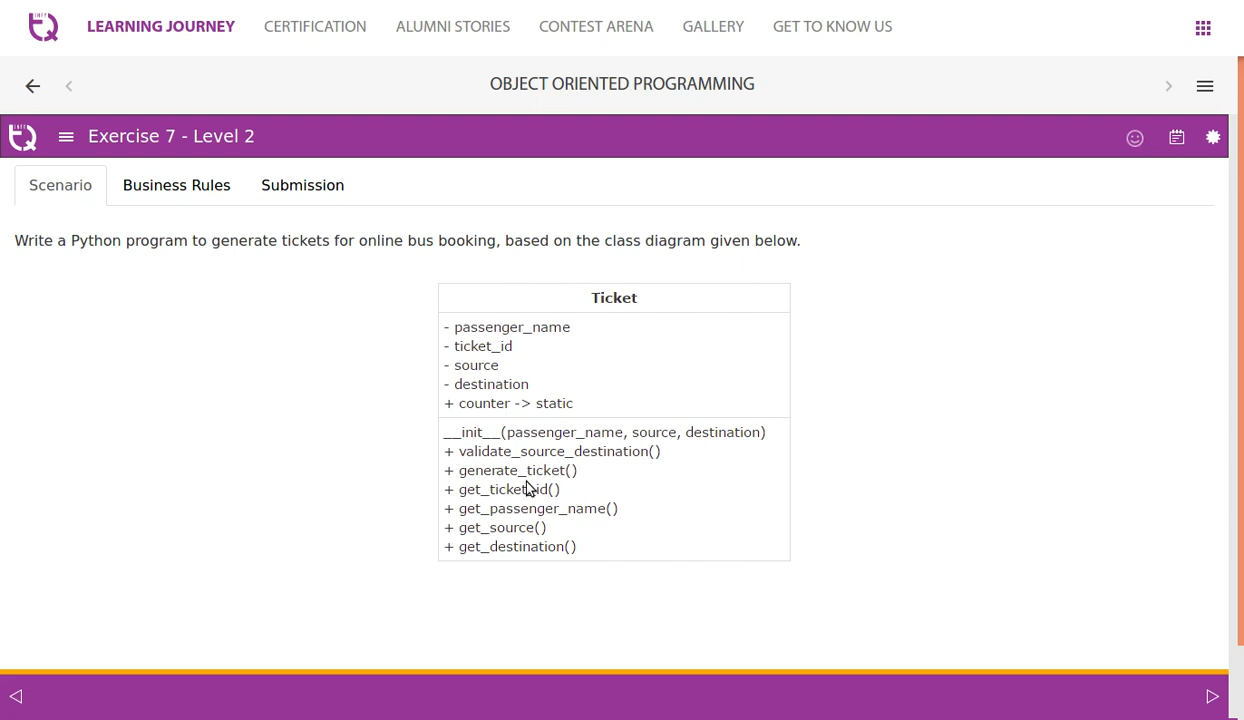 LEARNING JOURNEY CERTIFICATION ALUMNI STORIES CONTEST ARENA GALLERY GET TO KNOW US
OBJECT ORIENTED PROGRAMMING
Exercise 7 - Level 2
Scenario Business Rules Submission
Write a Python program to generate tickets for online bus booking, based on the class diagram given below.
Ticket
- passenger_name
- ticket_id
- source
- destination
+ counter -> static
__init__(passenger_name, source, destination)
+ validate_source_destination()
+ generate_ticket()
+ get_ticket_id()
+ get_passenger_name()
+ get_source()
+ get_destination()